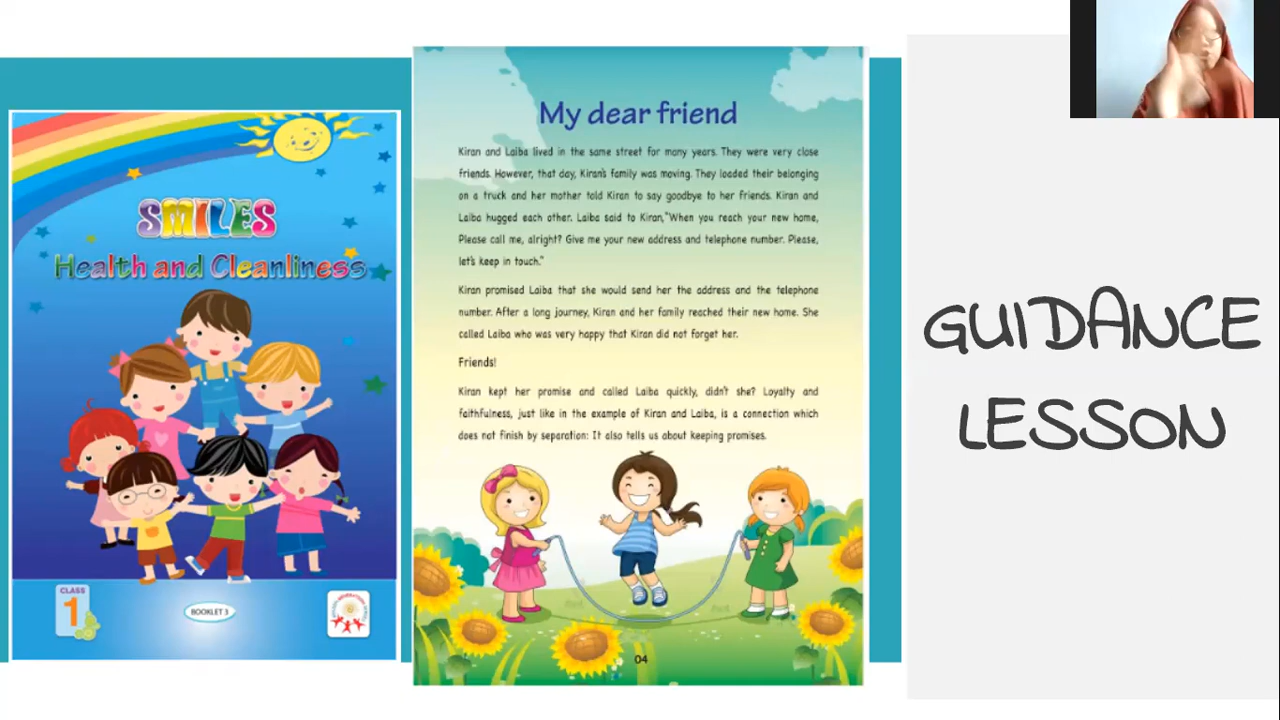 SMILES
Health and Cleanliness
CLASS
1
BOOKLET 3
My dear friend
Kiran and Laiba lived in the same street for many years. They were very close
friends. However, that day, Kiran's family was moving. They loaded their belonging
on a truck and her mother told Kiran to say goodbye to her friends. Kiran and
Laiba hugged each other. Laiba said to Kiran,"When you reach your new home,
Please call me, alright? Give me your new address and telephone number. Please,
let's keep in touch."
Kiran promised Laiba that she would send her the address and the telephone
number. After a long journey, Kiran and her family reached their new home. She
called Laiba who was very happy that Kiran did not forget her.
Friends!
Kiran kept her promise and called Laiba quickly, didn't she? Loyalty and
faithfulness, just like in the example of Kiran and Laiba, is a connection which
does not finish by separation: It also tells us about keeping promises.
04
GUIDANCE
LESSON